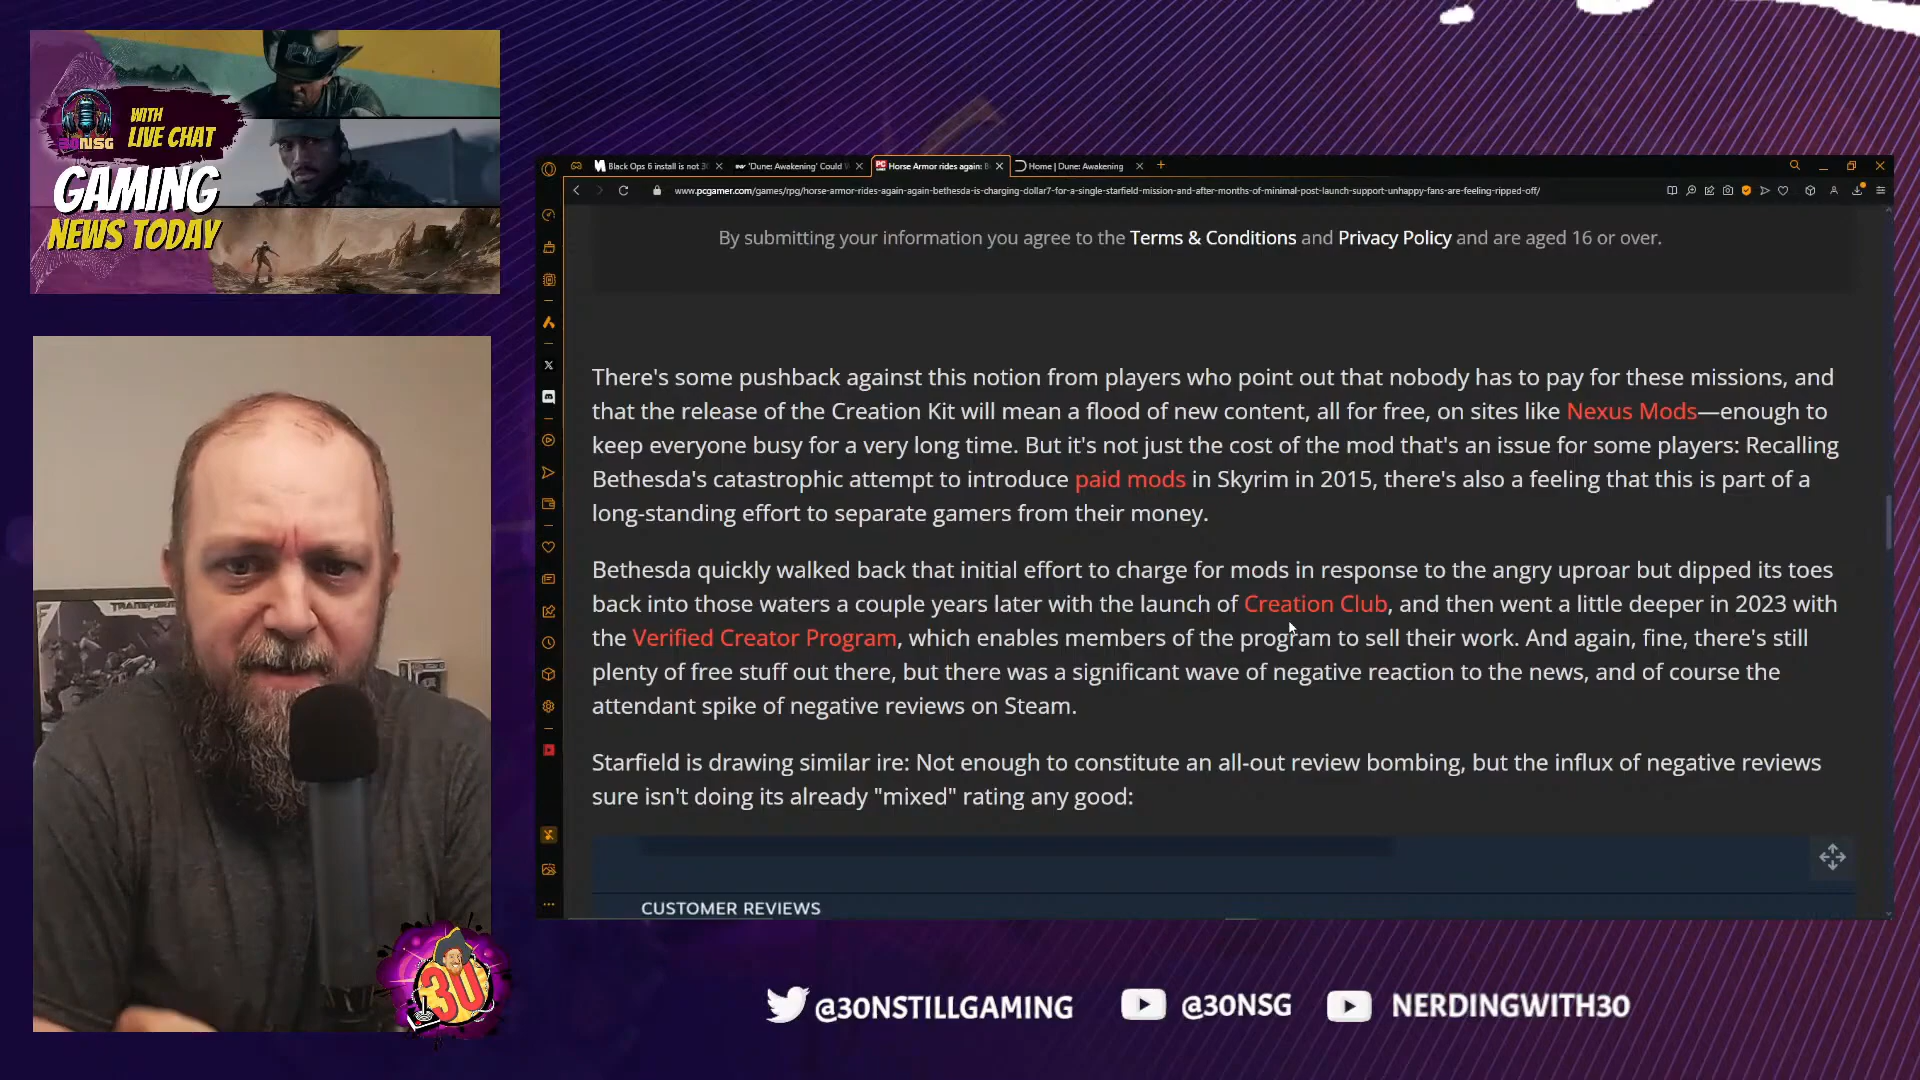 WITH
LIVE CHAT
30NSG
GAMING
NEWS TODAY
Black Ops 6 install is not 30
'Dune: Awakening' Could
PC
Horse Armor rides again:
Home | Dune: Awakening
www.pcgamer.com/games/rpg/horse-armor-rides-again-again-bethesda-is-charging-dollar7-for-a-single-starfield-mission-and-after-months-of-minimal-post-launch-support-unhappy-fans-are-feeling-ripped-off/
By submitting your information you agree to the Terms & Conditions and Privacy Policy and are aged 16 or over.
There's some pushback against this notion from players who point out that nobody has to pay for these missions, and
that the release of the Creation Kit will mean a flood of new content, all for free, on sites like Nexus Mods—enough to
keep everyone busy for a very long time. But it's not just the cost of the mod that's an issue for some players: Recalling
Bethesda's catastrophic attempt to introduce paid mods in Skyrim in 2015, there's also a feeling that this is part of a
long-standing effort to separate gamers from their money.
Bethesda quickly walked back that initial effort to charge for mods in response to the angry uproar but dipped its toes
back into those waters a couple years later with the launch of Creation Club, and then went a little deeper in 2023 with
the Verified Creator Program, which enables members of the program to sell their work. And again, fine, there's still
plenty of free stuff out there, but there was a significant wave of negative reaction to the news, and of course the
attendant spike of negative reviews on Steam.
Starfield is drawing similar ire: Not enough to constitute an all-out review bombing, but the influx of negative reviews
sure isn't doing its already "mixed" rating any good:
CUSTOMER REVIEWS
TRANSFORMERS
30
@30NSTILLGAMING
@30NSG
NERDINGWITH30